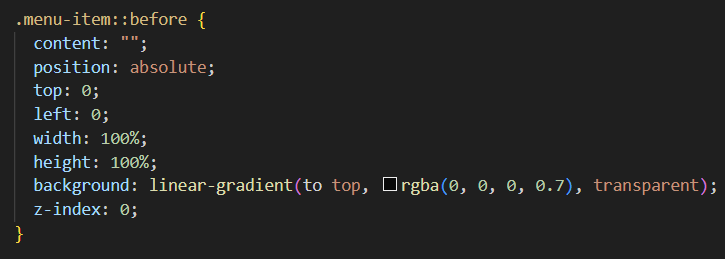 .menu-item::before {
content: "";
position: absolute;
top: 0;
left: 0;
width: 100%;
height: 100%;
background: linear-gradient(to top, rgba(0, 0, 0, 0.7), transparent);
z-index: 0;
}